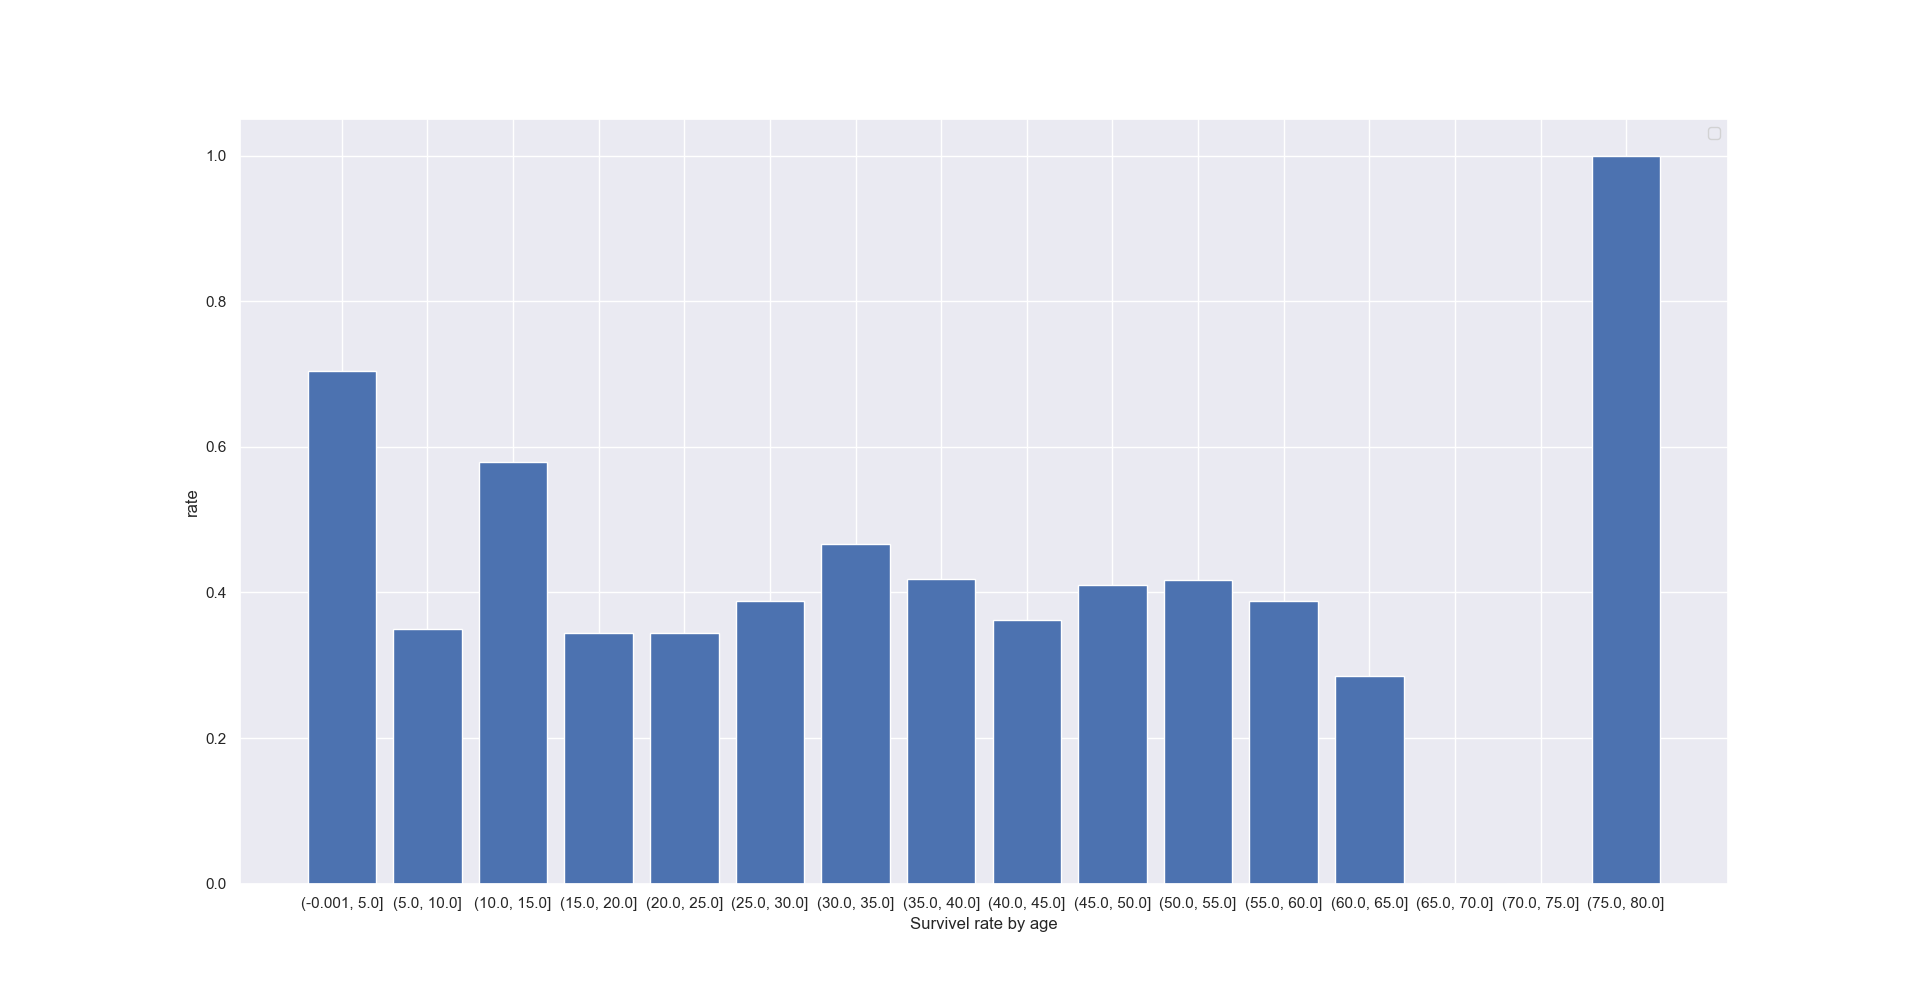 1.0
0.8
0.6
0.4
0.2
0.0
rate
(-0.001, 5.0] (5.0, 10.0] (10.0, 15.0] (15.0, 20.0] (20.0, 25.0] (25.0, 30.0] (30.0, 35.0] (35.0, 40.0] (40.0, 45.0] (45.0, 50.0] (50.0, 55.0] (55.0, 60.0] (60.0, 65.0] (65.0, 70.0] (70.0, 75.0] (75.0, 80.0]
Survivel rate by age